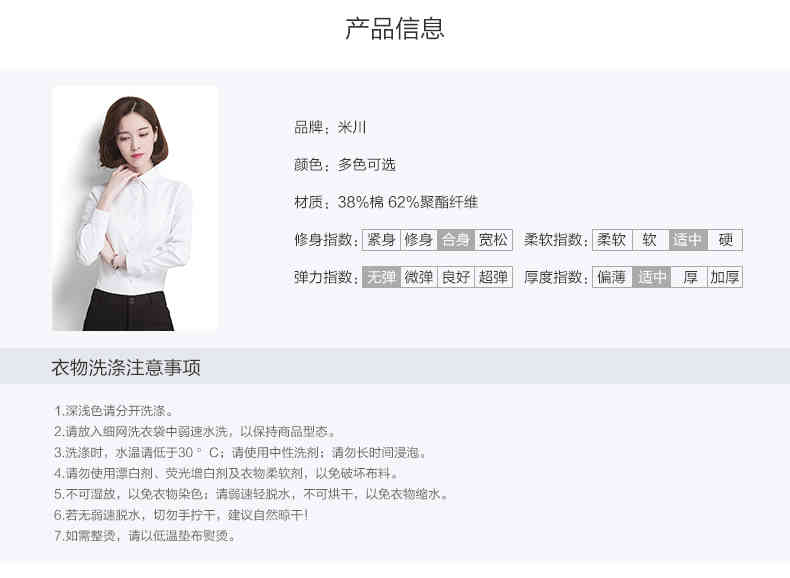 产品信息
品牌：米川
颜色：多色可选
材质：38%棉 62%聚酯纤维
修身指数：紧身 修身 合身 宽松 柔软指数：柔软 软 适中 硬
弹力指数：无弹 微弹 良好 超弹 厚度指数：偏薄 适中 厚 加厚
衣物洗涤注意事项
1.深浅色请分开洗涤。
2.请放入细网洗衣袋中弱速水洗，以保持商品型态。
3.洗涤时，水温请低于30 °C；请使用中性洗剂；请勿长时间浸泡。
4.请勿使用漂白剂、荧光增白剂及衣物柔软剂，以免破坏布料。
5.不可湿放，以免衣物染色；请弱速轻脱水，不可烘干，以免衣物缩水。
6.若无弱速脱水，切勿手拧干，建议自然晾干！
7.如需整烫，请以低温垫布熨烫。